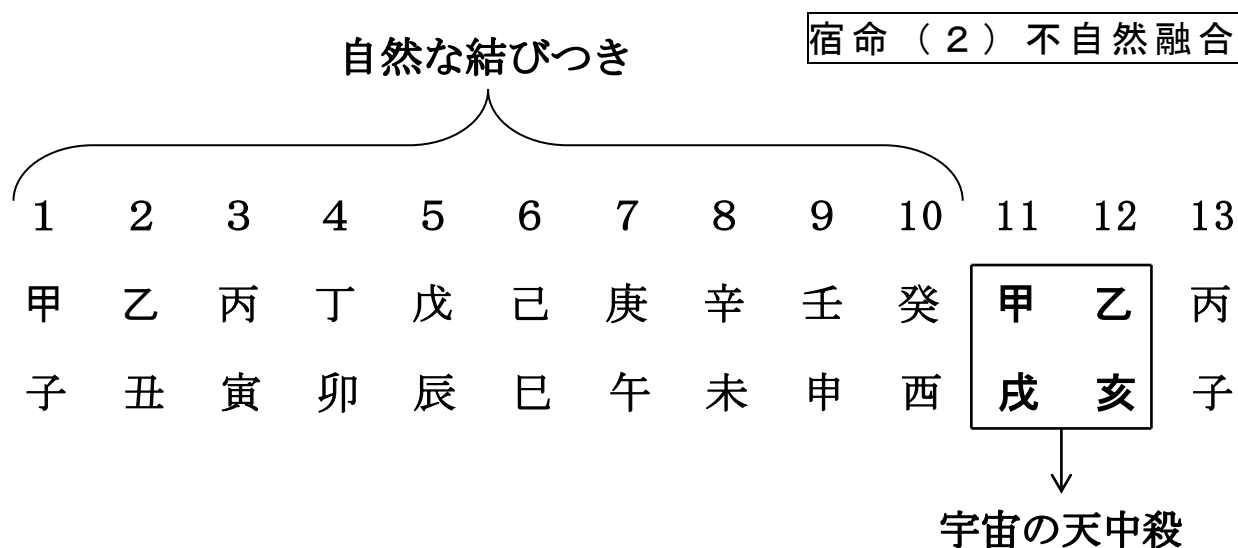 宿命（２）不自然融合
自然な結びつき
1 2 3 4 5 6 7 8 9 10 11 12 13
甲 乙 丙 丁 戊 己 庚 辛 壬 癸 甲 乙 丙
子 丑 寅 卯 辰 巳 午 未 申 酉 戌 亥 子
宇宙の天中殺